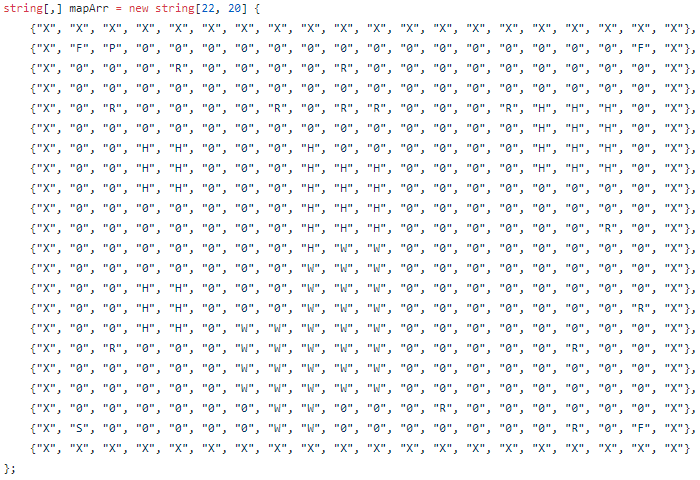 string[,] mapArr = new string[22, 20] {
{"X", "X", "X", "X", "X", "X", "X", "X", "X", "X", "X", "X", "X", "X", "X", "X", "X", "X", "X", "X"},
{"X", "F", "P", "0", "0", "0", "0", "0", "0", "0", "0", "0", "0", "0", "0", "0", "0", "0", "F", "X"},
{"X", "0", "0", "0", "R", "0", "0", "0", "0", "R", "0", "0", "0", "0", "0", "0", "0", "0", "0", "X"},
{"X", "0", "0", "0", "0", "0", "0", "0", "0", "0", "0", "0", "0", "0", "0", "0", "0", "0", "0", "X"},
{"X", "0", "R", "0", "0", "0", "0", "R", "0", "R", "R", "0", "0", "0", "R", "H", "H", "H", "0", "X"},
{"X", "0", "0", "0", "0", "0", "0", "0", "0", "0", "0", "0", "0", "0", "0", "H", "H", "H", "0", "X"},
{"X", "0", "0", "H", "H", "0", "0", "0", "H", "0", "0", "0", "0", "0", "0", "H", "H", "H", "0", "X"},
{"X", "0", "0", "H", "H", "0", "0", "0", "H", "H", "H", "0", "0", "0", "0", "H", "H", "H", "0", "X"},
{"X", "0", "0", "H", "H", "0", "0", "0", "H", "H", "H", "0", "0", "0", "0", "0", "0", "0", "0", "X"},
{"X", "0", "0", "0", "0", "0", "0", "0", "H", "H", "H", "0", "0", "0", "0", "0", "0", "0", "0", "X"},
{"X", "0", "0", "0", "0", "0", "0", "0", "H", "H", "H", "0", "0", "0", "0", "0", "0", "R", "0", "X"},
{"X", "0", "0", "0", "0", "0", "0", "0", "H", "W", "W", "0", "0", "0", "0", "0", "0", "0", "0", "X"},
{"X", "0", "0", "0", "0", "0", "0", "0", "W", "W", "W", "0", "0", "0", "0", "0", "0", "0", "0", "X"},
{"X", "0", "0", "H", "H", "0", "0", "0", "W", "W", "W", "0", "0", "0", "0", "0", "0", "0", "0", "X"},
{"X", "0", "0", "H", "H", "0", "0", "0", "W", "W", "W", "0", "0", "0", "0", "0", "0", "0", "R", "X"},
{"X", "0", "0", "H", "H", "0", "W", "W", "W", "W", "W", "0", "0", "0", "0", "0", "0", "0", "0", "X"},
{"X", "0", "R", "0", "0", "0", "W", "W", "W", "W", "W", "0", "0", "0", "0", "0", "R", "0", "0", "X"},
{"X", "0", "0", "0", "0", "0", "W", "W", "W", "W", "W", "0", "0", "0", "0", "0", "0", "0", "0", "X"},
{"X", "0", "0", "0", "0", "0", "W", "W", "W", "W", "W", "0", "0", "0", "0", "0", "0", "0", "0", "X"},
{"X", "0", "0", "0", "0", "0", "0", "W", "W", "0", "0", "0", "R", "0", "0", "0", "0", "0", "0", "X"},
{"X", "S", "0", "0", "0", "0", "0", "W", "W", "0", "0", "0", "0", "0", "0", "0", "R", "0", "F", "X"},
{"X", "X", "X", "X", "X", "X", "X", "X", "X", "X", "X", "X", "X", "X", "X", "X", "X", "X", "X", "X"}
};